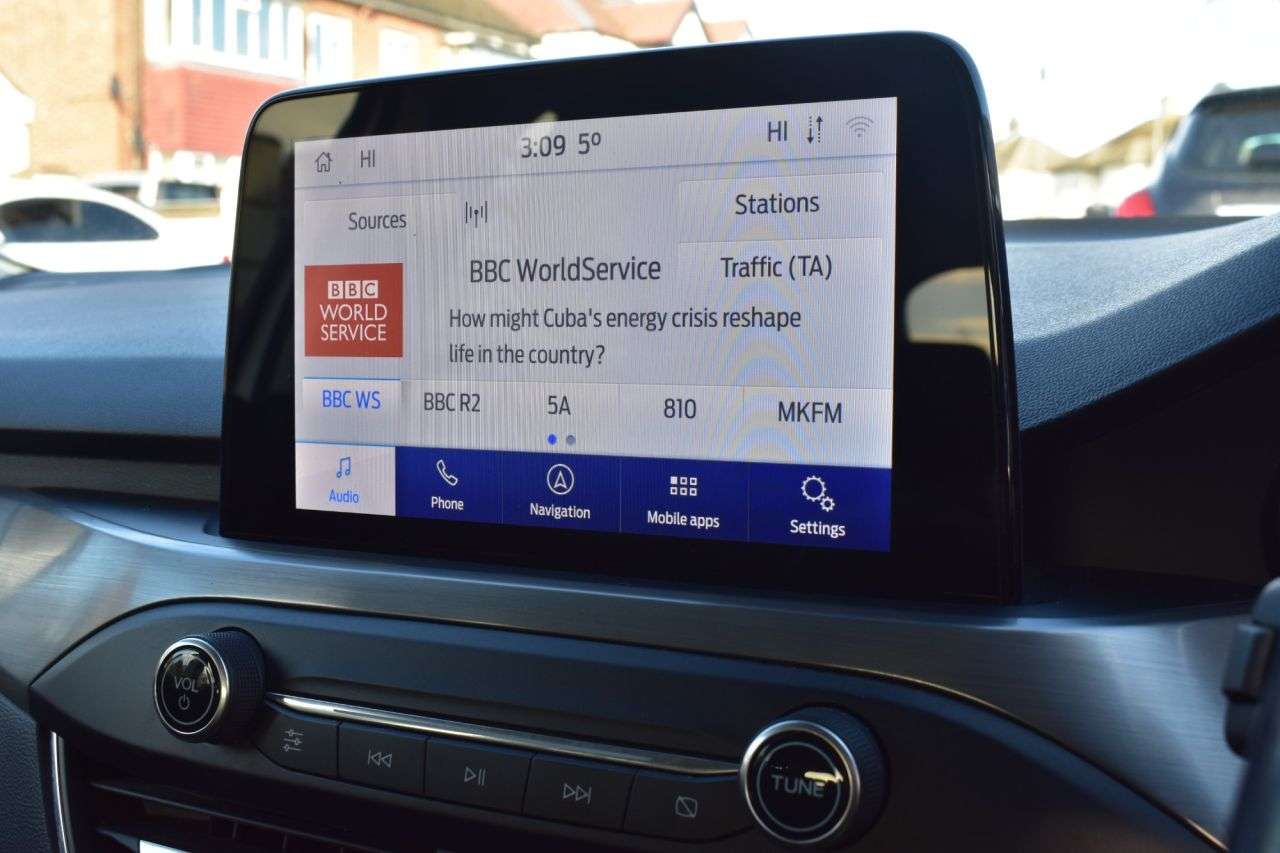 HI 3:09 5º HI
Sources
Stations
BBC WorldService
Traffic (TA)
BBC
WORLD
SERVICE
How might Cuba's energy crisis reshape
life in the country?
BBC WS BBC R2 5A 810 MKFM
Audio Phone Navigation Mobile apps Settings
VOL
TUNE